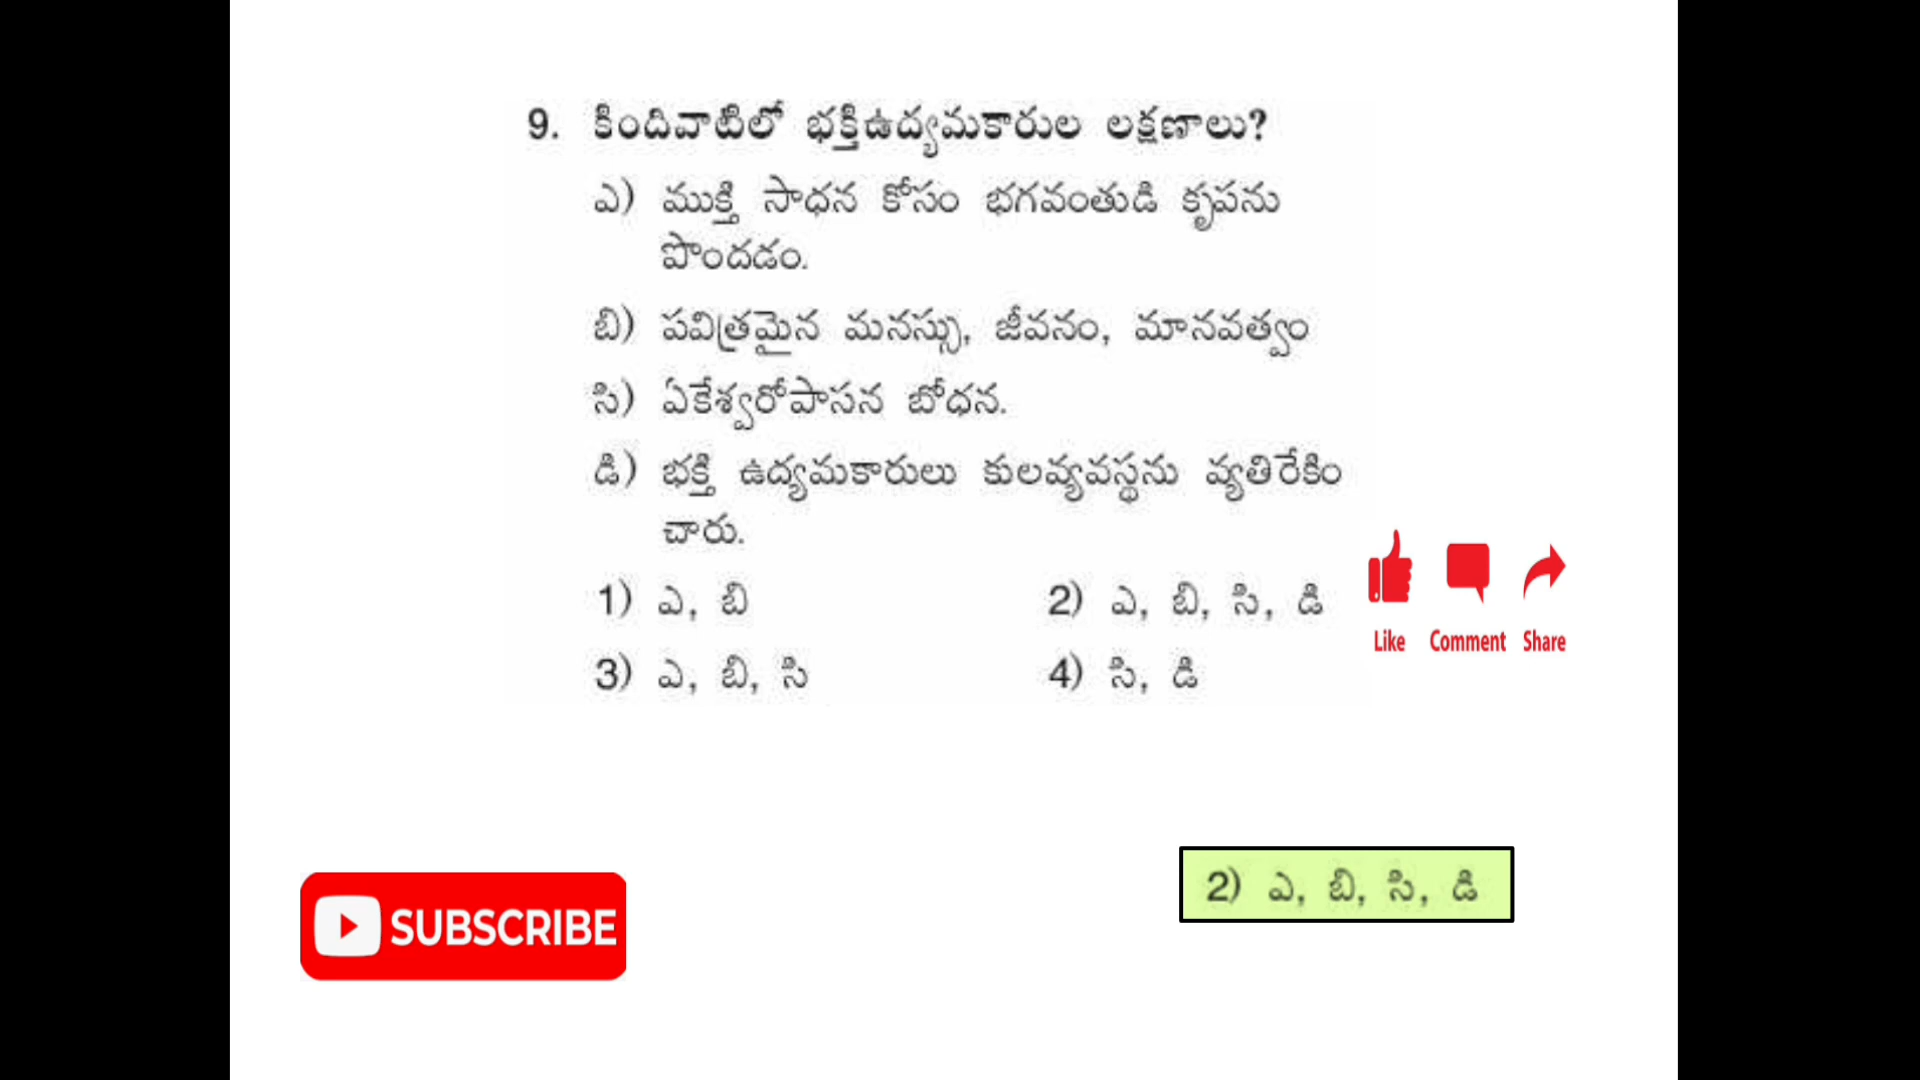 9. కిందివాటిలో భక్తిఉద్యమకారుల లక్షణాలు?
ఎ) ముక్తి సాధన కోసం భగవంతుడి కృపను
పొందడం.
బి) పవిత్రమైన మనస్సు, జీవనం, మానవత్వం
సి) ఏకేశ్వరోపాసన బోధన.
డి) భక్తి ఉద్యమకారులు కులవ్యవస్థను వ్యతిరేకిం
చారు.
1) ఎ, బి 2) ఎ, బి, సి, డి
3) ఎ, బి, సి 4) సి, డి
Like Comment Share
2) ఎ, బి, సి, డి
SUBSCRIBE